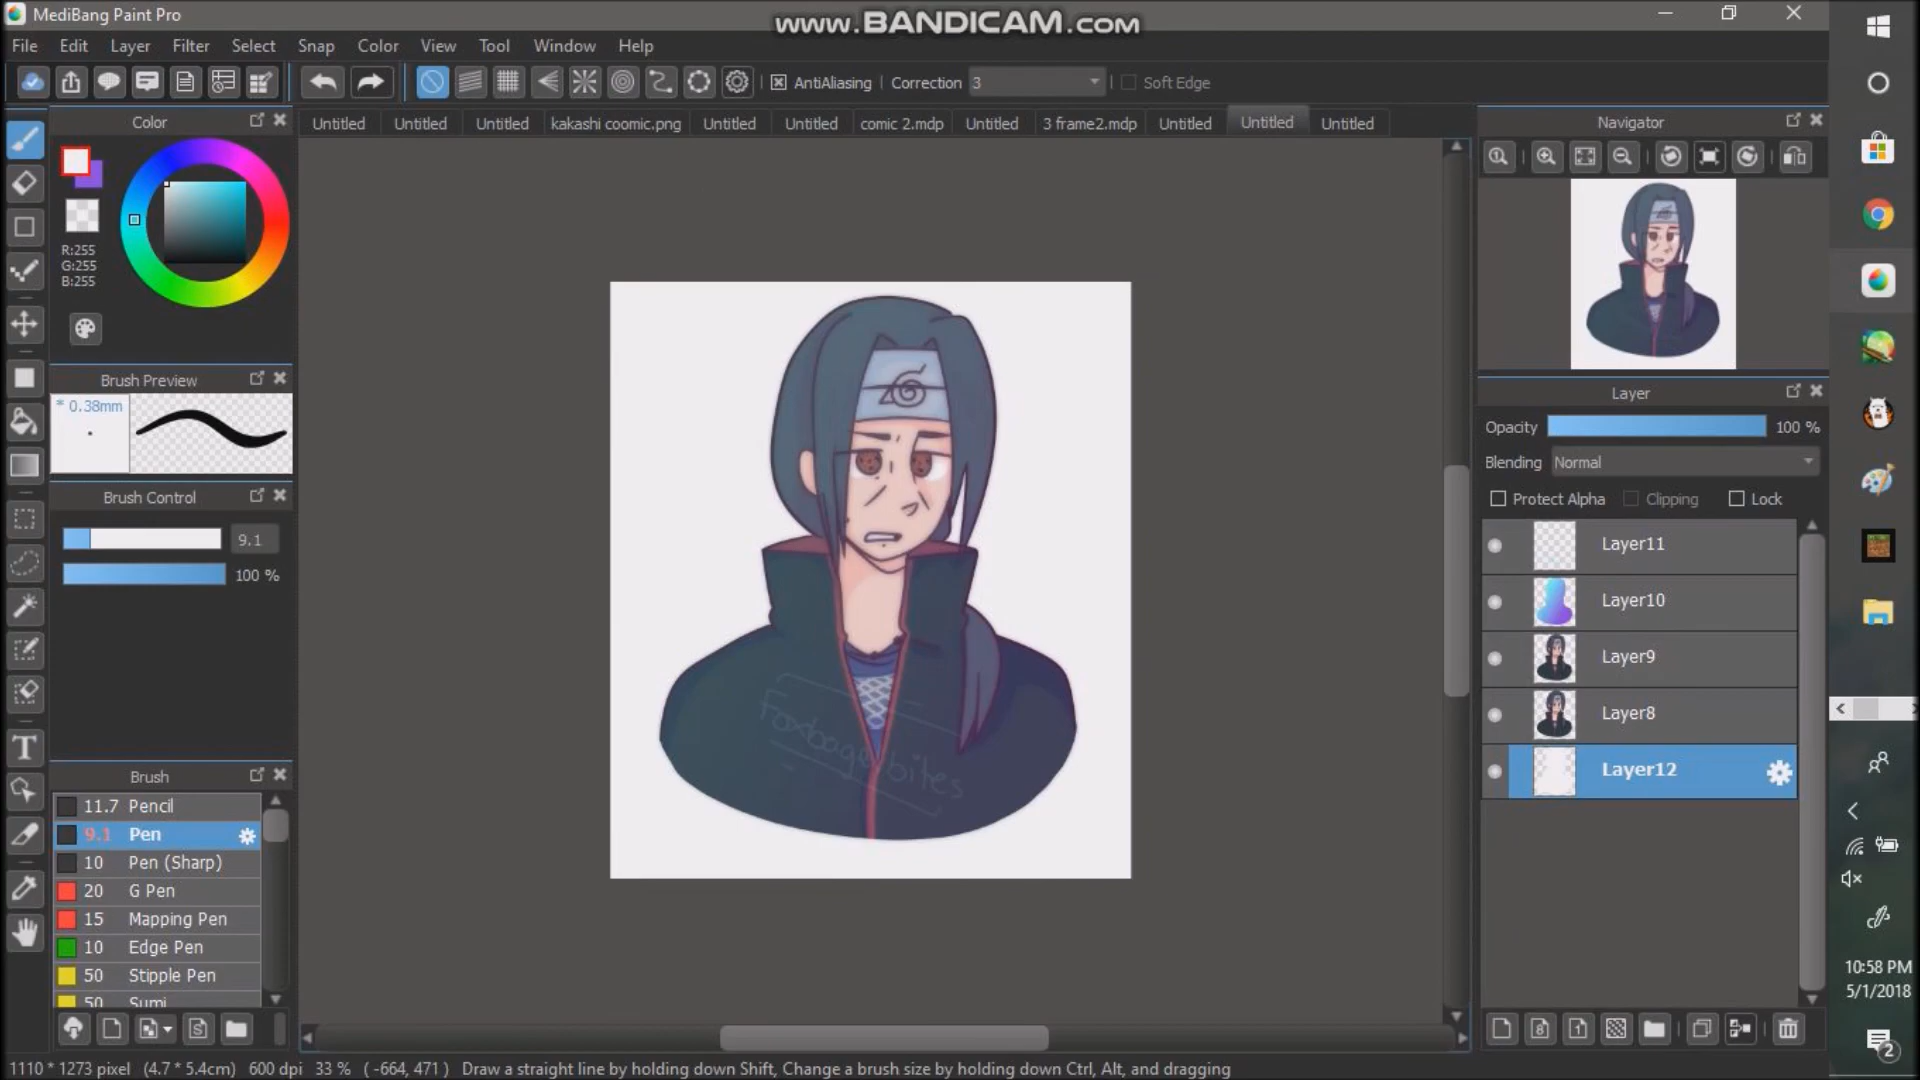 MediBang Paint Pro
www.BANDICAM.com
File Edit Layer Filter Select Snap Color View Tool Window Help
AntiAliasing Correction 3 Soft Edge
Color
Untitled Untitled Untitled kakashi coomic.png Untitled Untitled comic 2.mdp Untitled 3 frame2.mdp Untitled Untitled Untitled
Navigator
R:255
G:255
B:255
Brush Preview
* 0.38mm
Layer
Opacity 100 %
Blending Normal
Protect Alpha Clipping Lock
Brush Control
9.1
100 %
Layer11
Layer10
Layer9
Layer8
Layer12
Foxbagelbites
Brush
11.7 Pencil
9.1 Pen
10 Pen (Sharp)
20 G Pen
15 Mapping Pen
10 Edge Pen
50 Stipple Pen
50 Sumi
10:58 PM
5/1/2018
2
1110 * 1273 pixel (4.7 * 5.4cm) 600 dpi 33 % ( -664, 471 ) Draw a straight line by holding down Shift, Change a brush size by holding down Ctrl, Alt, and dragging